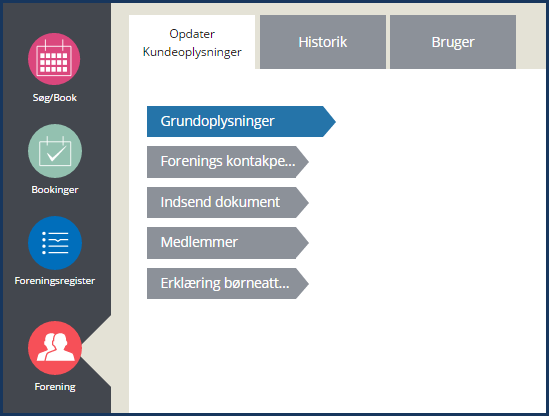 Søg/Book
Bookinger
Foreningsregister
Forening
Opdater
Kundeoplysninger
Historik
Bruger
Grundoplysninger
Forenings kontakpe...
Indsend dokument
Medlemmer
Erklæring børneatt...